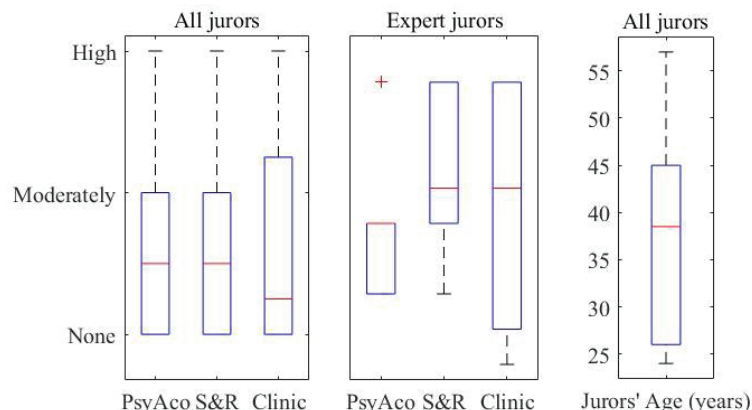 All jurors
Expert jurors
All jurors
High
Moderately
None
PsyAco S&R Clinic
PsyAco S&R Clinic
55
50
45
40
35
30
25
Jurors' Age (years)